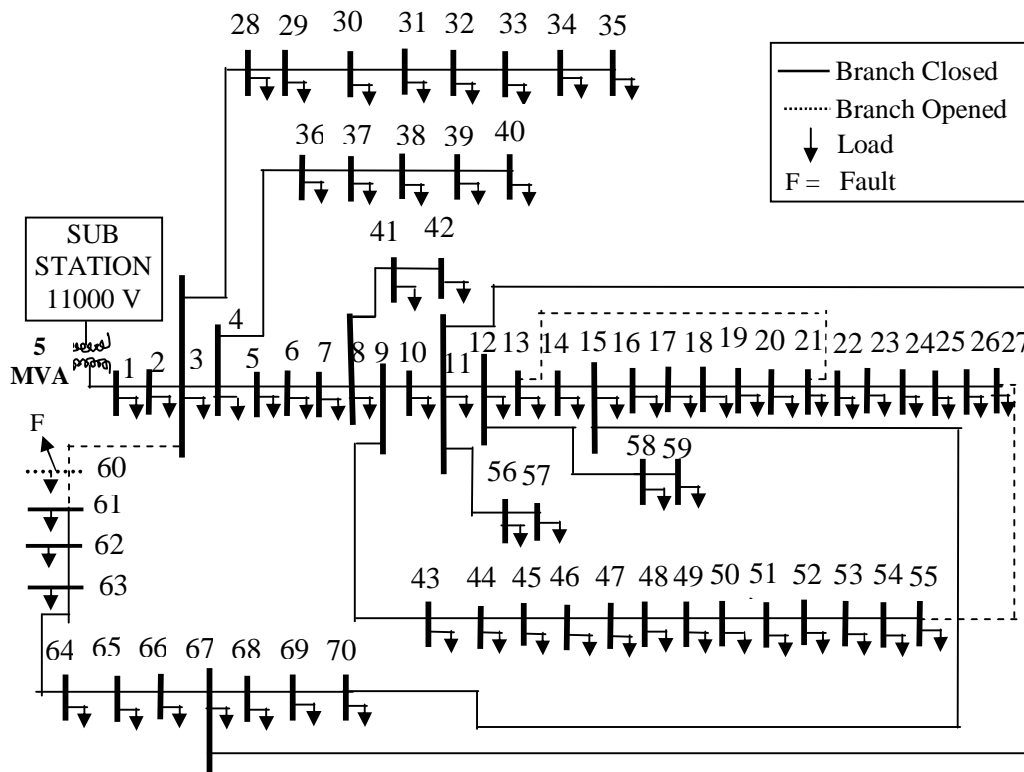 28 29 30 31 32 33 34 35
Branch Closed
Branch Opened
Load
F = Fault
36 37 38 39 40
SUB
STATION
11000 V
41 42
5
MVA
1 2 3 4 5 6 7 8 9 10 11 12 13 14 15 16 17 18 19 20 21 22 23 24 25 26 27
F
60
61
62
63
58 59
56 57
43 44 45 46 47 48 49 50 51 52 53 54 55
64 65 66 67 68 69 70